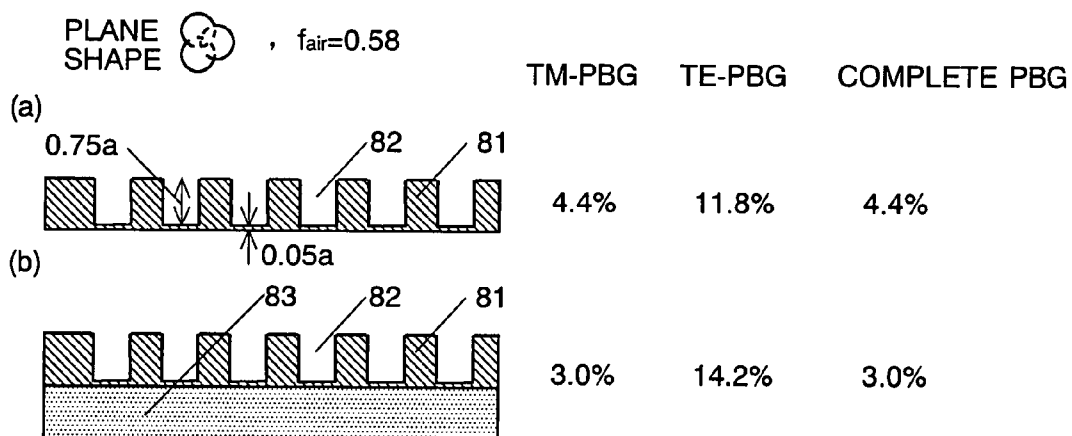 PLANE SHAPE , fair=0.58
TM-PBG TE-PBG COMPLETE PBG
(a)
0.75a 82 81
4.4% 11.8% 4.4%
0.05a
(b)
83 82 81
3.0% 14.2% 3.0%